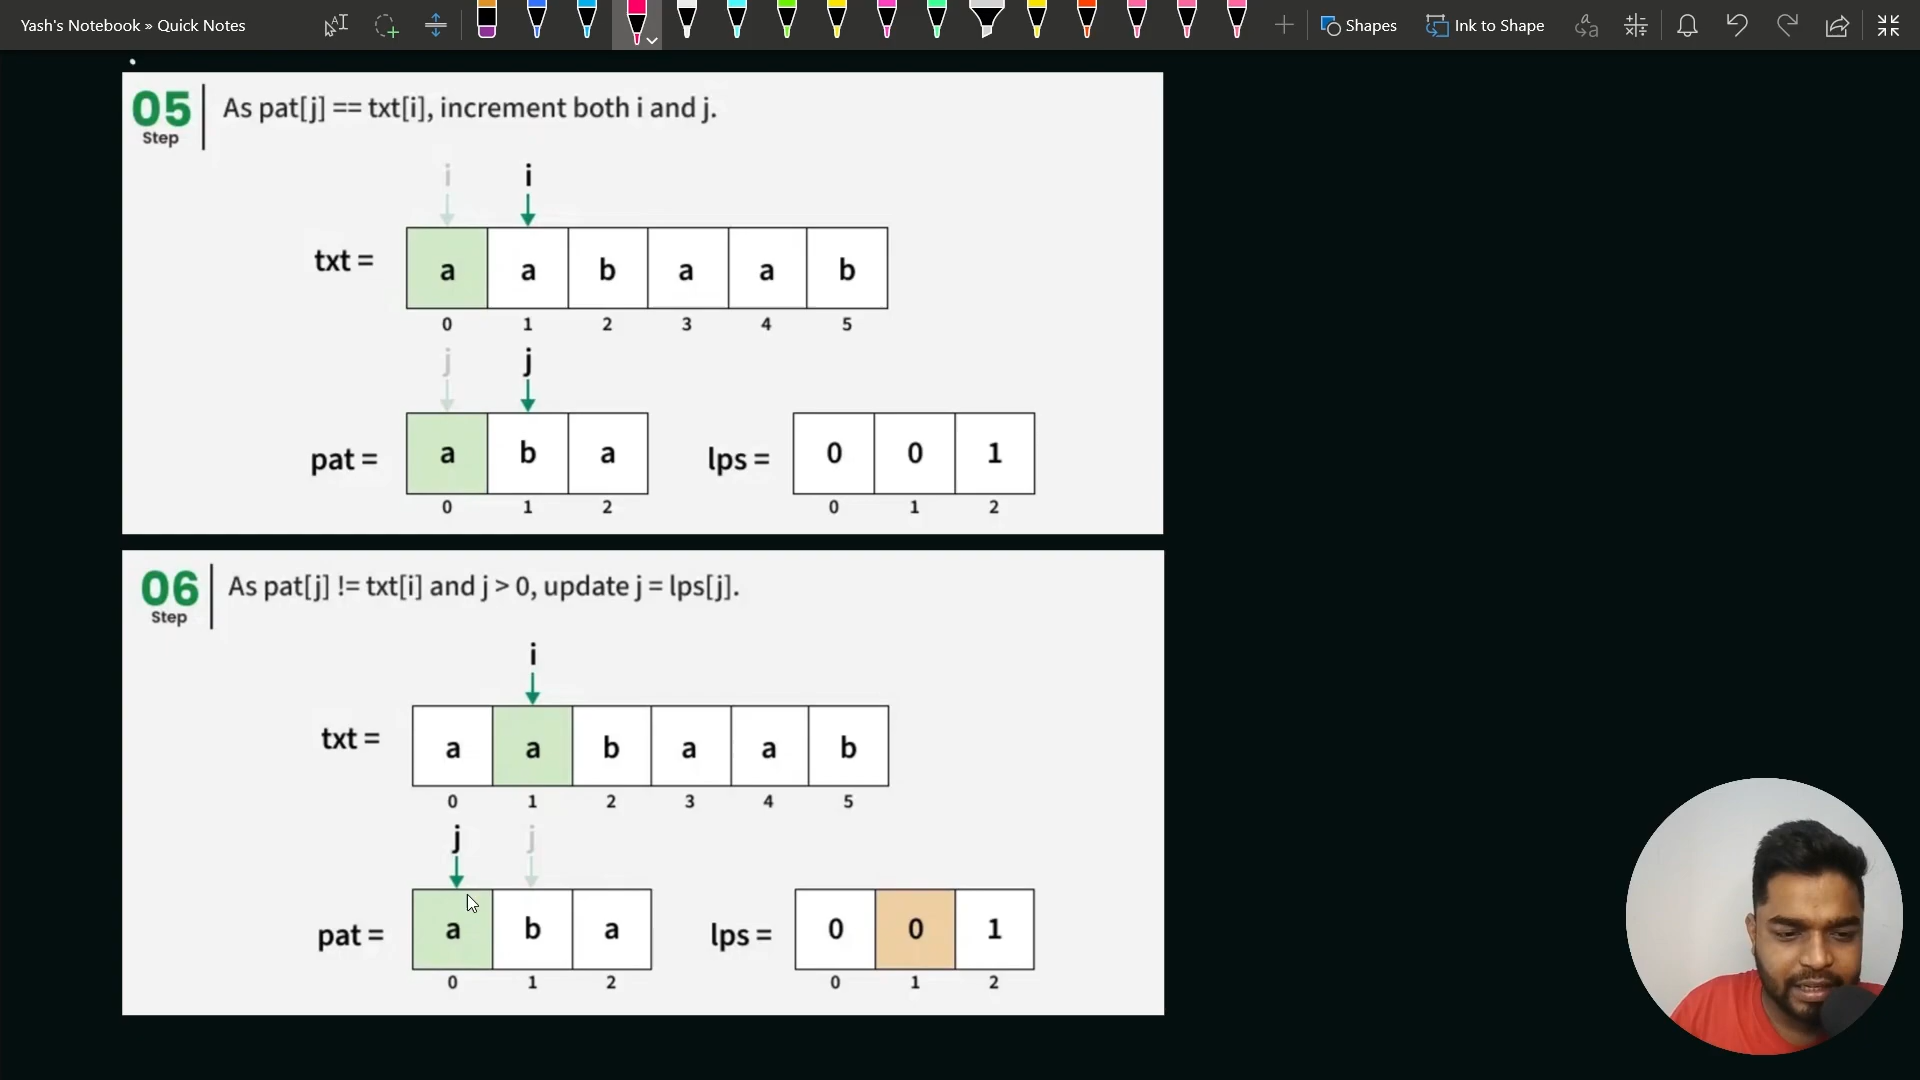 Yash's Notebook » Quick Notes
Shapes
Ink to Shape
05
Step
As pat[j] == txt[i], increment both i and j.
i i
txt = a a b a a b
0 1 2 3 4 5
j j
pat = a b a lps = 0 0 1
0 1 2 0 1 2
06
Step
As pat[j] != txt[i] and j > 0, update j = lps[j].
i
txt = a a b a a b
0 1 2 3 4 5
j j
pat = a b a lps = 0 0 1
0 1 2 0 1 2